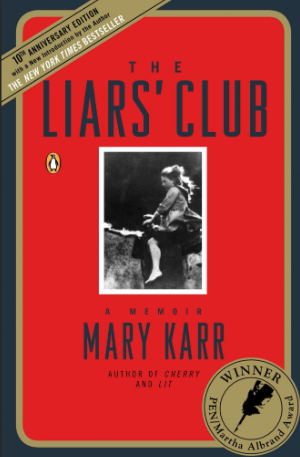 10TH ANNIVERSARY EDITION
with a New Introduction by the Author
THE NEW YORK TIMES BESTSELLER
THE
LIARS' CLUB
A MEMOIR
MARY KARR
AUTHOR OF CHERRY
AND LIT
WINNER
PEN/Martha Albrand Award